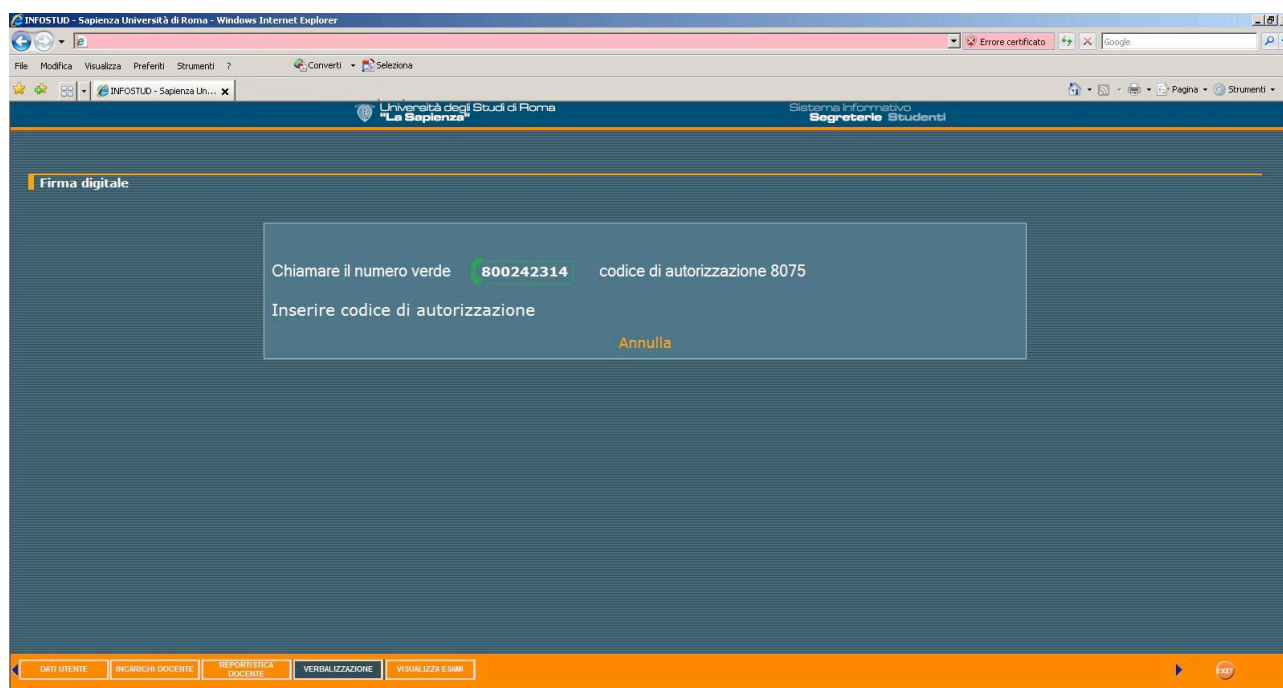 INFOSTUD - Sapienza Università di Roma - Windows Internet Explorer
Errore certificato
Google
File Modifica Visualizza Preferiti Strumenti ?
Converti
Seleziona
INFOSTUD - Sapienza Un...
Pagina
Strumenti
Università degli Studi di Roma
"La Sapienza"
Sistema Informativo
Segreterie Studenti
Firma digitale
Chiamare il numero verde 800242314 codice di autorizzazione 8075
Inserire codice di autorizzazione
Annulla
DATI UTENTE
INCARICHI DOCENTE
REPORTISTICA
DOCENTE
VERBALIZZAZIONE
VISUALIZZA ESAMI
EXIT